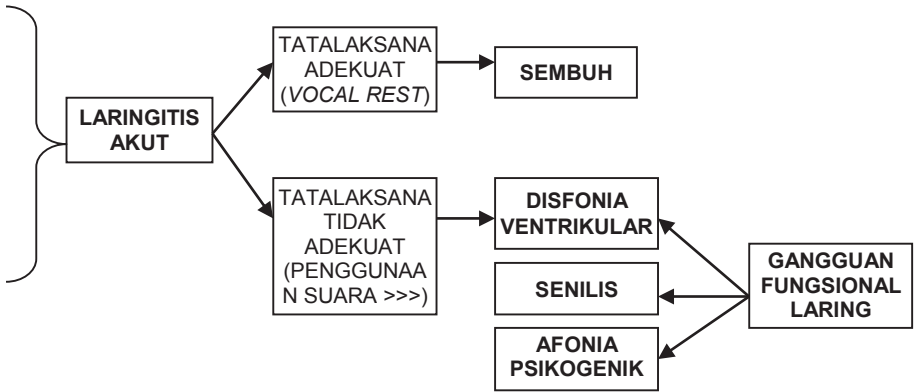 LARINGITIS
AKUT
TATALAKSANA
ADEKUAT
(VOCAL REST)
SEMBUH
TATALAKSANA
TIDAK
ADEKUAT
(PENGGUNAA
N SUARA >>>)
DISFONIA
VENTRIKULAR
SENILIS
AFONIA
PSIKOGENIK
GANGGUAN
FUNGSIONAL
LARING